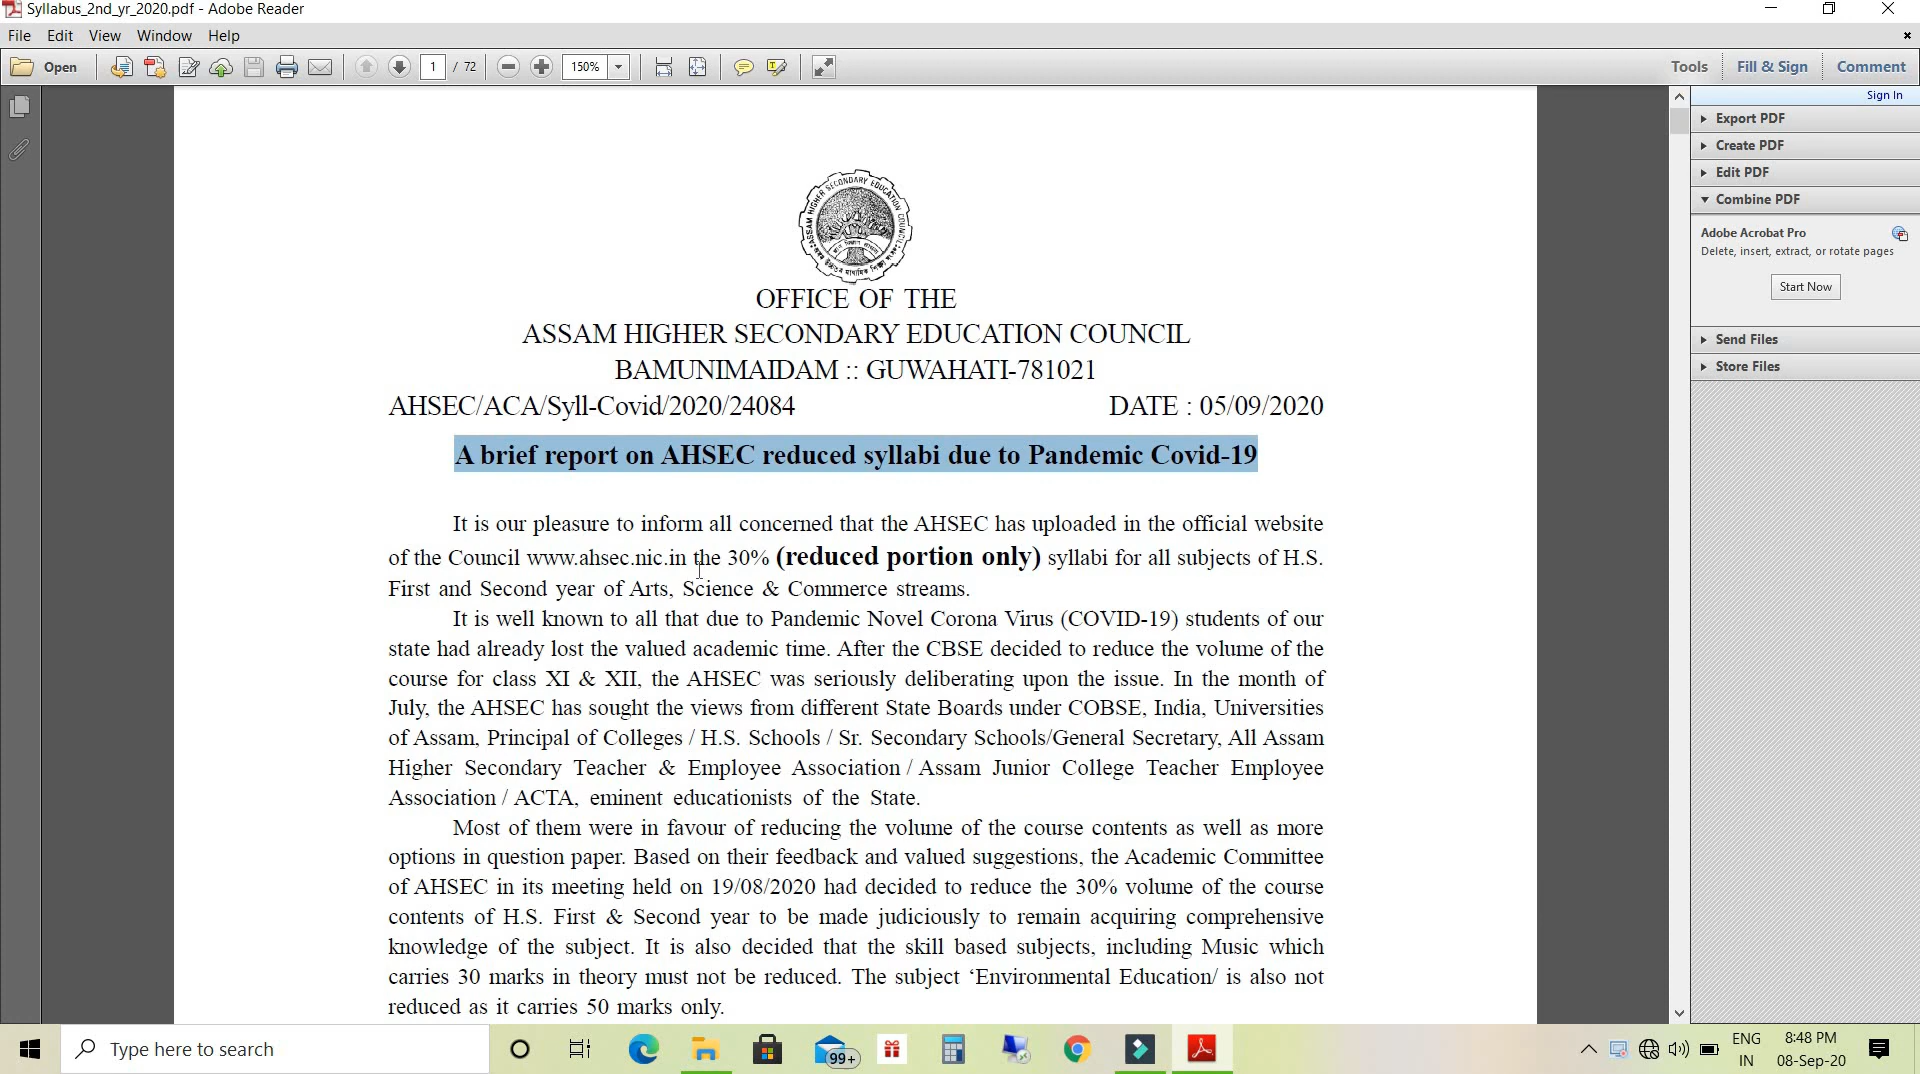 Syllabus_2nd_yr_2020.pdf - Adobe Reader
File Edit View Window Help
Open 1 / 72 150% Tools Fill & Sign Comment
Sign In
Export PDF
Create PDF
Edit PDF
Combine PDF
Adobe Acrobat Pro
Delete, insert, extract, or rotate pages
Start Now
Send Files
Store Files
ASSAM HIGHER SECONDARY EDUCATION COUNCIL
OFFICE OF THE
ASSAM HIGHER SECONDARY EDUCATION COUNCIL
BAMUNIMAIDAM :: GUWAHATI-781021
AHSEC/ACA/Syll-Covid/2020/24084 DATE : 05/09/2020
A brief report on AHSEC reduced syllabi due to Pandemic Covid-19
It is our pleasure to inform all concerned that the AHSEC has uploaded in the official website
of the Council www.ahsec.nic.in the 30% (reduced portion only) syllabi for all subjects of H.S.
First and Second year of Arts, Science & Commerce streams.
It is well known to all that due to Pandemic Novel Corona Virus (COVID-19) students of our
state had already lost the valued academic time. After the CBSE decided to reduce the volume of the
course for class XI & XII, the AHSEC was seriously deliberating upon the issue. In the month of
July, the AHSEC has sought the views from different State Boards under COBSE, India, Universities
of Assam, Principal of Colleges / H.S. Schools / Sr. Secondary Schools/General Secretary, All Assam
Higher Secondary Teacher & Employee Association / Assam Junior College Teacher Employee
Association / ACTA, eminent educationists of the State.
Most of them were in favour of reducing the volume of the course contents as well as more
options in question paper. Based on their feedback and valued suggestions, the Academic Committee
of AHSEC in its meeting held on 19/08/2020 had decided to reduce the 30% volume of the course
contents of H.S. First & Second year to be made judiciously to remain acquiring comprehensive
knowledge of the subject. It is also decided that the skill based subjects, including Music which
carries 30 marks in theory must not be reduced. The subject ‘Environmental Education/ is also not
reduced as it carries 50 marks only.
Type here to search
99+
ENG
IN
8:48 PM
08-Sep-20